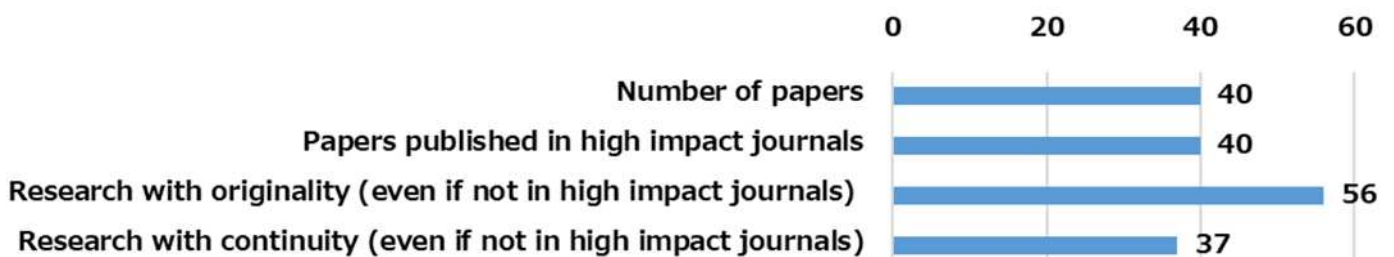 0 20 40 60
Number of papers 40
Papers published in high impact journals 40
Research with originality (even if not in high impact journals) 56
Research with continuity (even if not in high impact journals) 37